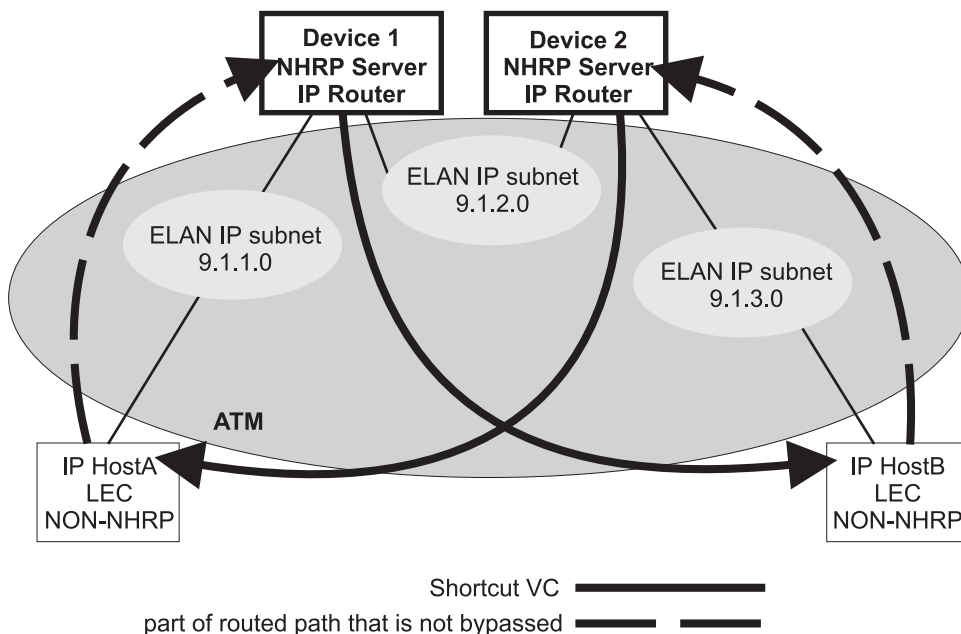 Device 1
NHRP Server
IP Router
Device 2
NHRP Server
IP Router
ELAN IP subnet
9.1.2.0
ELAN IP subnet
9.1.1.0
ELAN IP subnet
9.1.3.0
ATM
IP HostA
LEC
NON-NHRP
IP HostB
LEC
NON-NHRP
Shortcut VC
part of routed path that is not bypassed